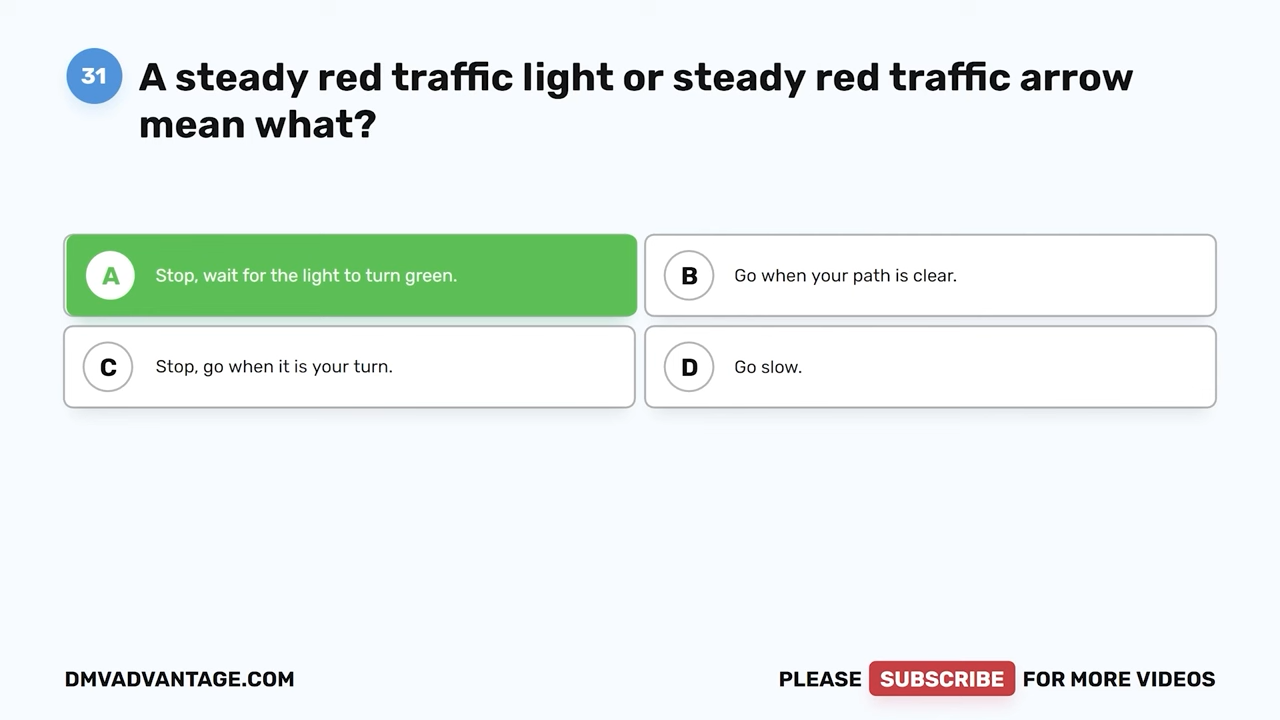 31
A steady red traffic light or steady red traffic arrow
mean what?
A Stop, wait for the light to turn green.
B Go when your path is clear.
C Stop, go when it is your turn.
D Go slow.
DMVADVANTAGE.COM
PLEASE SUBSCRIBE FOR MORE VIDEOS